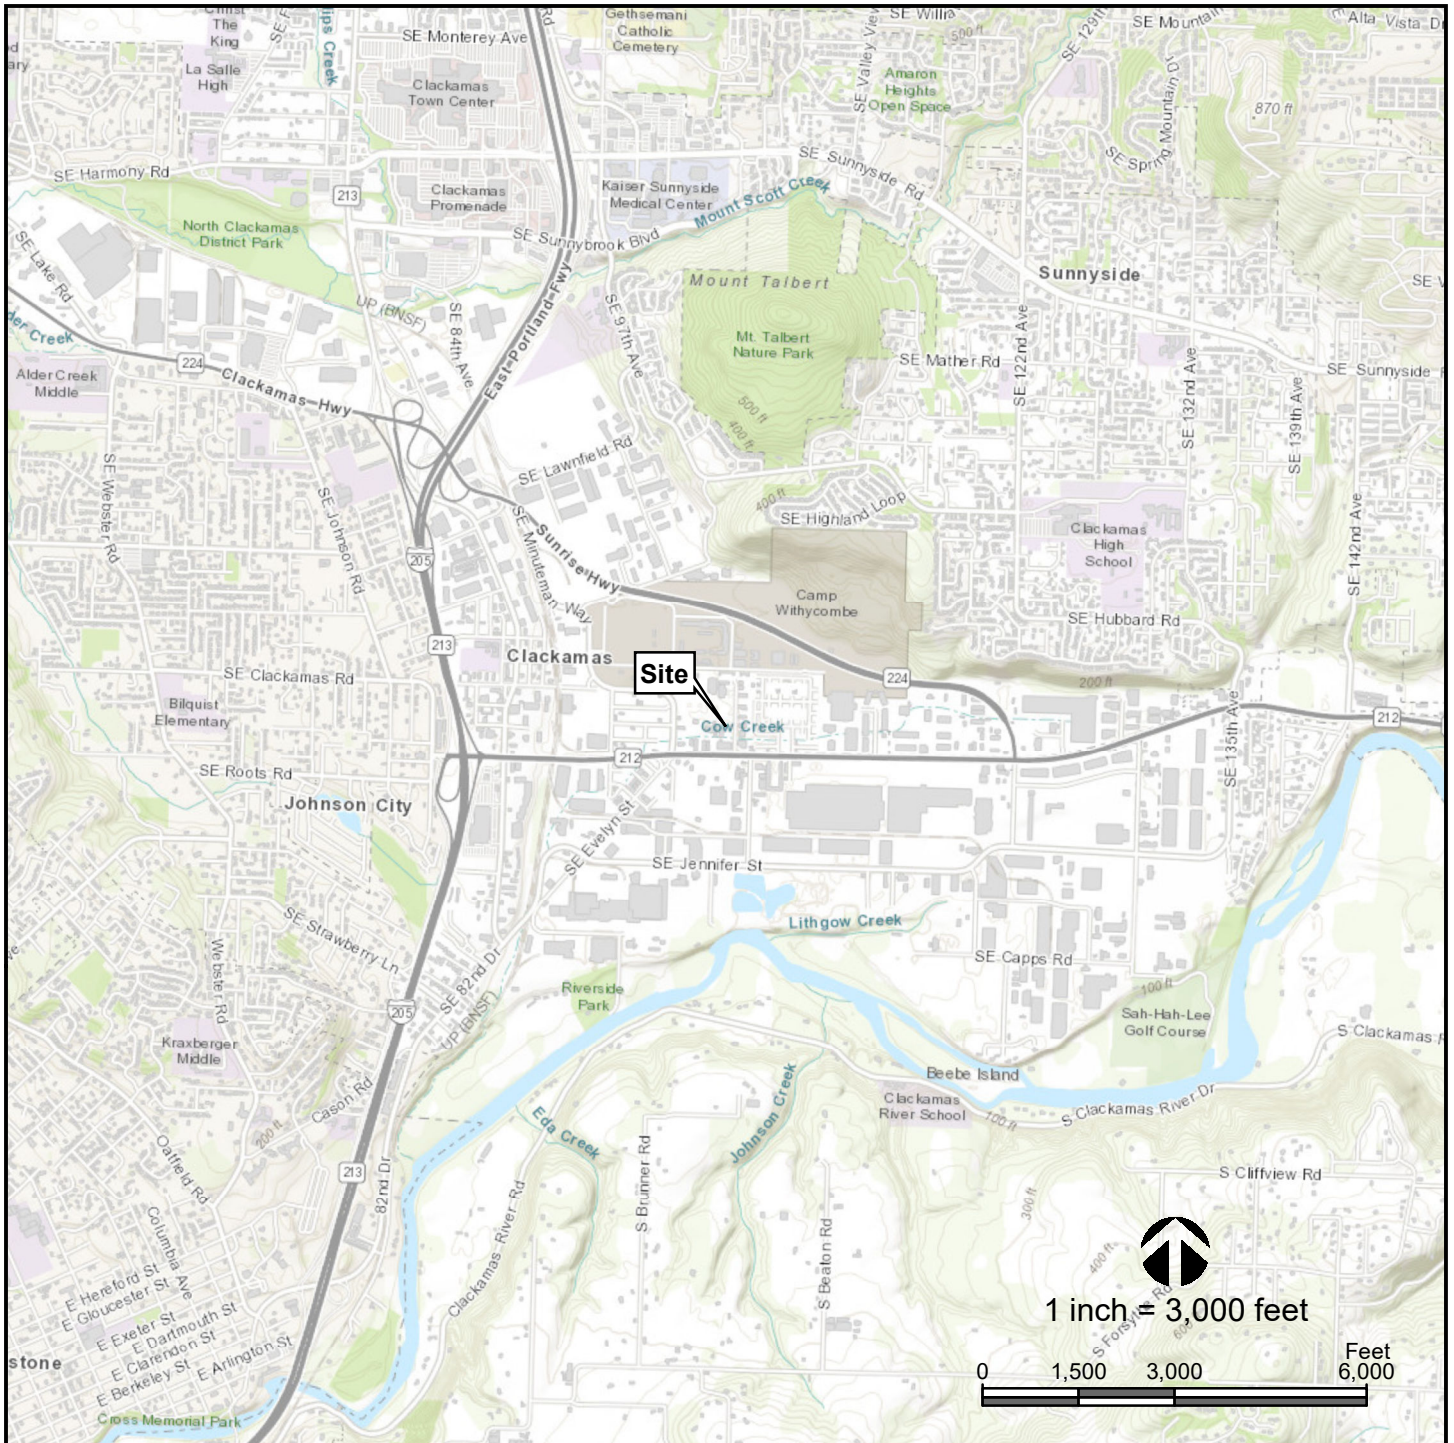 The
King
La Salle
High
SE Monterey Ave
Clackamas
Town Center
Gethsemani
Catholic
Cemetery
SE Valley View
500 ft
Amaron
Heights
Open Space
SE 129th
SE Mountain
Alta Vista D
SE Spring Mountain Dr
870 ft
SE Harmony Rd
213
Clackamas
Promenade
Kaiser Sunnyside
Medical Center
Mount Scott Creek
SE Sunnyside Rd
North Clackamas
District Park
SE Sunnybrook Blvd
SE Lake Rd
UP (BNSF)
SE 84th Ave
East Portland Fwy
SE 97th Ave
Mount Talbert
Sunnyside
Mt. Talbert
Nature Park
SE Mather Rd
SE 122nd Ave
SE 132nd Ave
SE 139th Ave
SE Sunnyside
der Creek
224
Clackamas Hwy
Alder Creek
Middle
500 ft
400 ft
SE Lawnfield Rd
SE Webster Rd
SE Johnson Rd
400 ft
SE Highland Loop
SE Minuteman Way
Sunrise Hwy
Clackamas
High
School
SE 142nd Ave
205
Camp
Withycombe
SE Hubbard Rd
213
Clackamas
Site
SE Clackamas Rd
224
200 ft
Bilquist
Elementary
Cow Creek
212
SE 135th Ave
212
SE Roots Rd
Johnson City
SE Evelyn St
SE Jennifer St
Lithgow Creek
SE Strawberry Ln
Webster Rd
SE 82nd Dr
UP (BNSF)
SE Capps Rd
100 ft
Riverside
Park
205
Sah-Hah-Lee
Golf Course
S Clackamas R
Kraxberger
Middle
Beebe Island
Clackamas
River School
100 ft
S Clackamas River Dr
Cason Rd
200 ft
Eda Creek
Johnson Creek
Oatfield Rd
213
82nd Dr
S Brunner Rd
S Cliffview Rd
300 ft
Clackamas River Rd
S Beaton Rd
400 ft
Columbia Ave
E Hereford St
E Gloucester St
E Exeter St
E Dartmouth St
E Clarendon St
E Berkeley St
E Arlington St
stone
Cross Memorial Park
S Forsythe Rd
1 inch = 3,000 feet
Feet
0 1,500 3,000 6,000